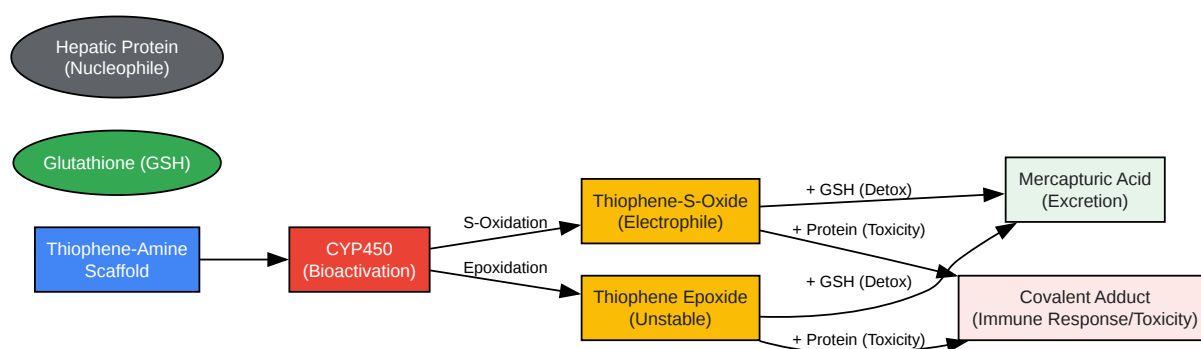 Hepatic Protein
(Nucleophile)
Glutathione (GSH)
Thiophene-Amine
Scaffold
CYP450
(Bioactivation)
S-Oxidation
Epoxidation
Thiophene-S-Oxide
(Electrophile)
Thiophene Epoxide
(Unstable)
+ GSH (Detox)
+ Protein (Toxicity)
+ GSH (Detox)
+ Protein (Toxicity)
Mercapturic Acid
(Excretion)
Covalent Adduct
(Immune Response/Toxicity)